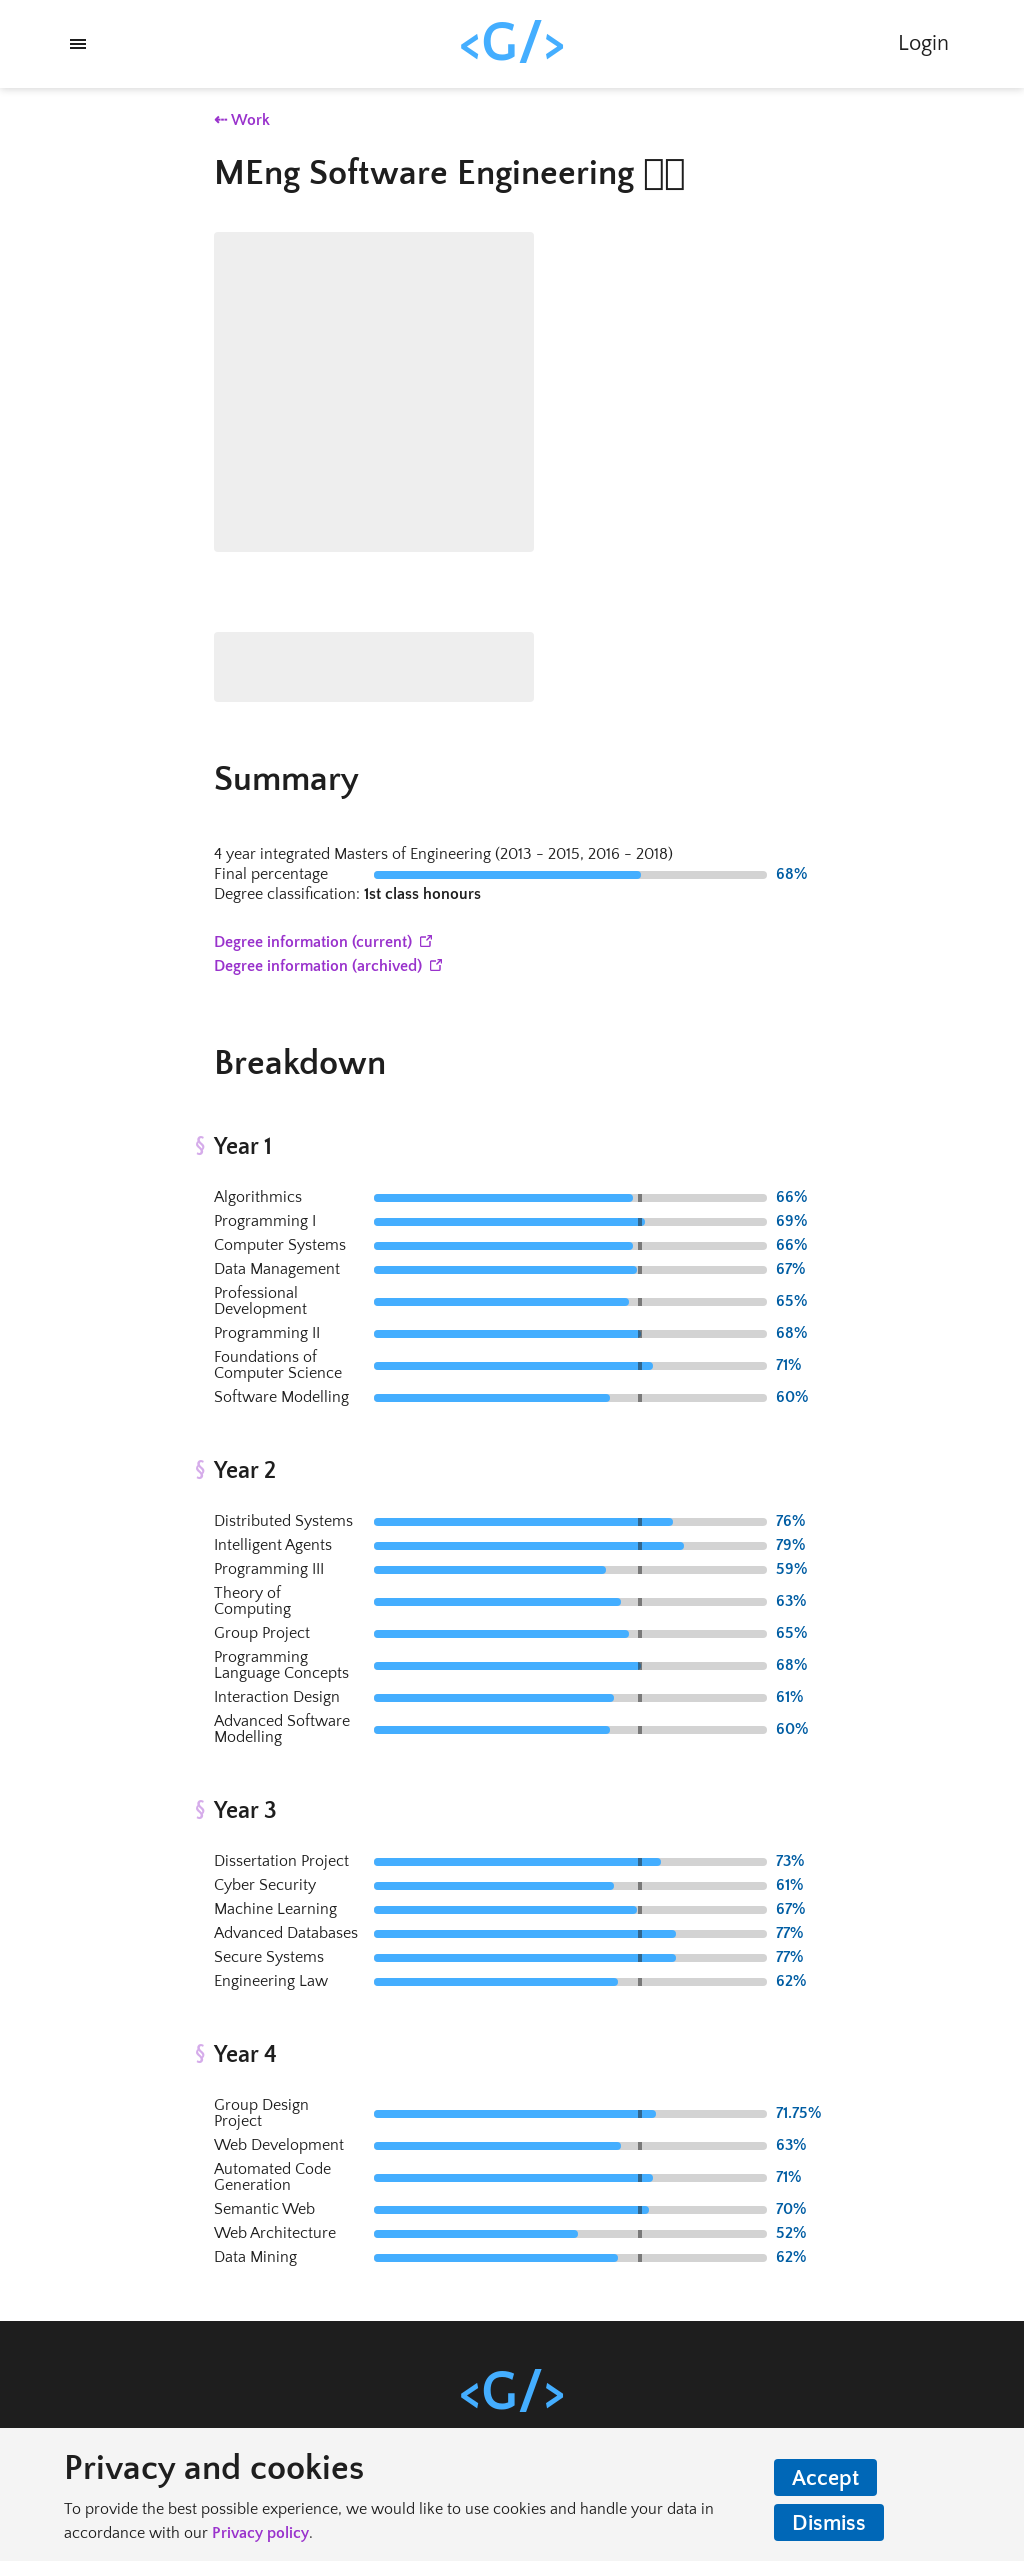 <G/>
Login
⇠ Work
MEng Software Engineering
Summary
4 year integrated Masters of Engineering (2013 - 2015, 2016 - 2018)
Final percentage 68%
Degree classification: 1st class honours
Degree information (current)
Degree information (archived)
Breakdown
§ Year 1
Algorithmics 66%
Programming I 69%
Computer Systems 66%
Data Management 67%
Professional
Development 65%
Programming II 68%
Foundations of
Computer Science 71%
Software Modelling 60%
§ Year 2
Distributed Systems 76%
Intelligent Agents 79%
Programming III 59%
Theory of
Computing 63%
Group Project 65%
Programming
Language Concepts 68%
Interaction Design 61%
Advanced Software
Modelling 60%
§ Year 3
Dissertation Project 73%
Cyber Security 61%
Machine Learning 67%
Advanced Databases 77%
Secure Systems 77%
Engineering Law 62%
§ Year 4
Group Design
Project 71.75%
Web Development 63%
Automated Code
Generation 71%
Semantic Web 70%
Web Architecture 52%
Data Mining 62%
<G/>
Privacy and cookies
To provide the best possible experience, we would like to use cookies and handle your data in
accordance with our Privacy policy.
Accept
Dismiss